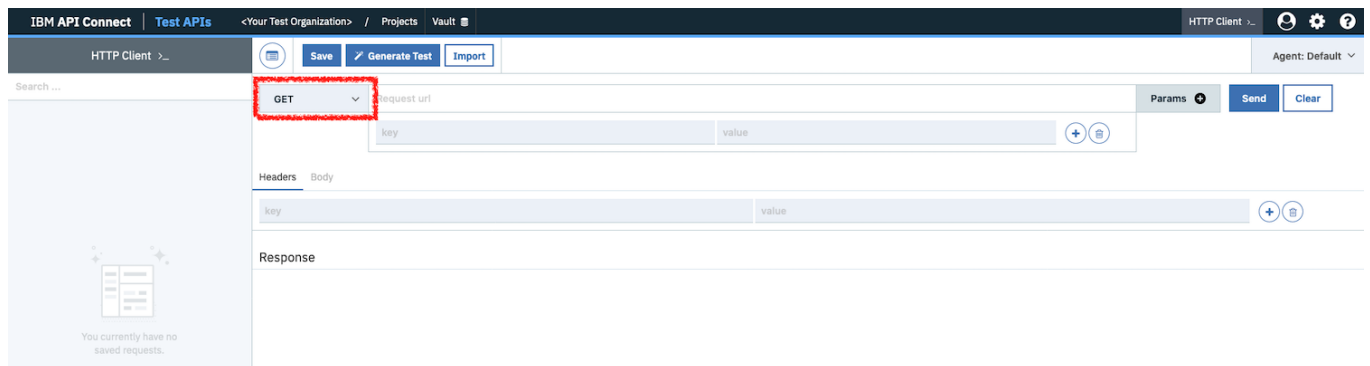 IBM API Connect | Test APIs <Your Test Organization> / Projects Vault HTTP Client >_
HTTP Client >_ Save Generate Test Import Agent: Default
Search ...
GET Request url Params Send Clear
key value
Headers Body
key value
Response
You currently have no
saved requests.